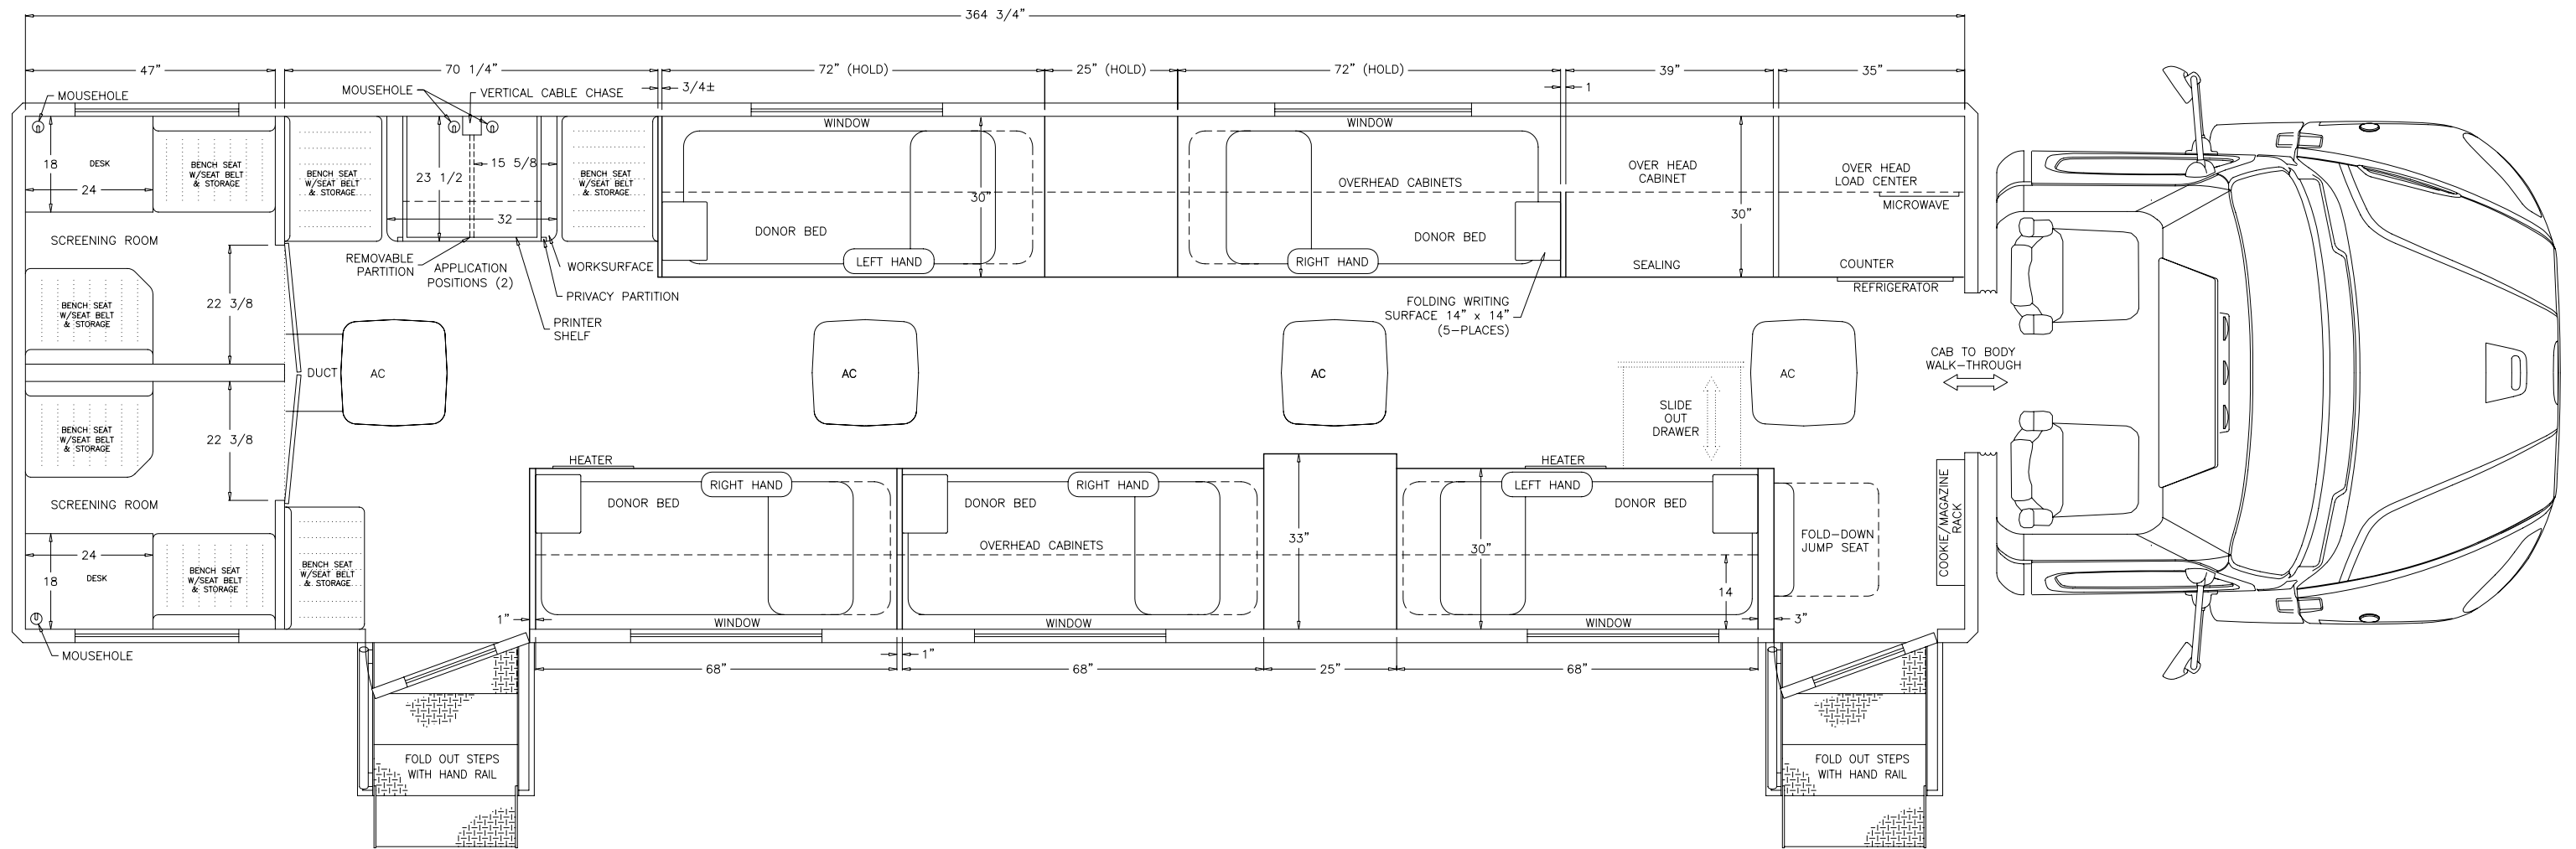 364 3/4"
47"
70 1/4"
72" (HOLD)
25" (HOLD)
72" (HOLD)
39"
35"
3/4±
1
MOUSEHOLE
MOUSEHOLE
VERTICAL CABLE CHASE
WINDOW
WINDOW
18
DESK
24
BENCH SEAT
W/SEAT BELT
& STORAGE
BENCH SEAT
W/SEAT BELT
& STORAGE
23 1/2
15 5/8
32
BENCH SEAT
W/SEAT BELT
& STORAGE
30"
DONOR BED
LEFT HAND
OVERHEAD CABINETS
DONOR BED
RIGHT HAND
OVER HEAD
CABINET
30"
SEALING
OVER HEAD
LOAD CENTER
MICROWAVE
COUNTER
REFRIGERATOR
SCREENING ROOM
REMOVABLE
PARTITION
APPLICATION
POSITIONS (2)
WORKSURFACE
PRIVACY PARTITION
PRINTER
SHELF
FOLDING WRITING
SURFACE 14" x 14"
(5-PLACES)
BENCH SEAT
W/SEAT BELT
& STORAGE
22 3/8
DUCT
AC
AC
AC
AC
CAB TO BODY
WALK-THROUGH
SLIDE
OUT
DRAWER
BENCH SEAT
W/SEAT BELT
& STORAGE
22 3/8
HEATER
HEATER
SCREENING ROOM
RIGHT HAND
DONOR BED
RIGHT HAND
DONOR BED
LEFT HAND
DONOR BED
OVERHEAD CABINETS
33"
30"
14
FOLD-DOWN
JUMP SEAT
COOKIE/MAGAZINE
RACK
24
18
DESK
BENCH SEAT
W/SEAT BELT
& STORAGE
BENCH SEAT
W/SEAT BELT
& STORAGE
1"
WINDOW
WINDOW
WINDOW
3"
MOUSEHOLE
1"
68"
68"
25"
68"
FOLD OUT STEPS
WITH HAND RAIL
FOLD OUT STEPS
WITH HAND RAIL